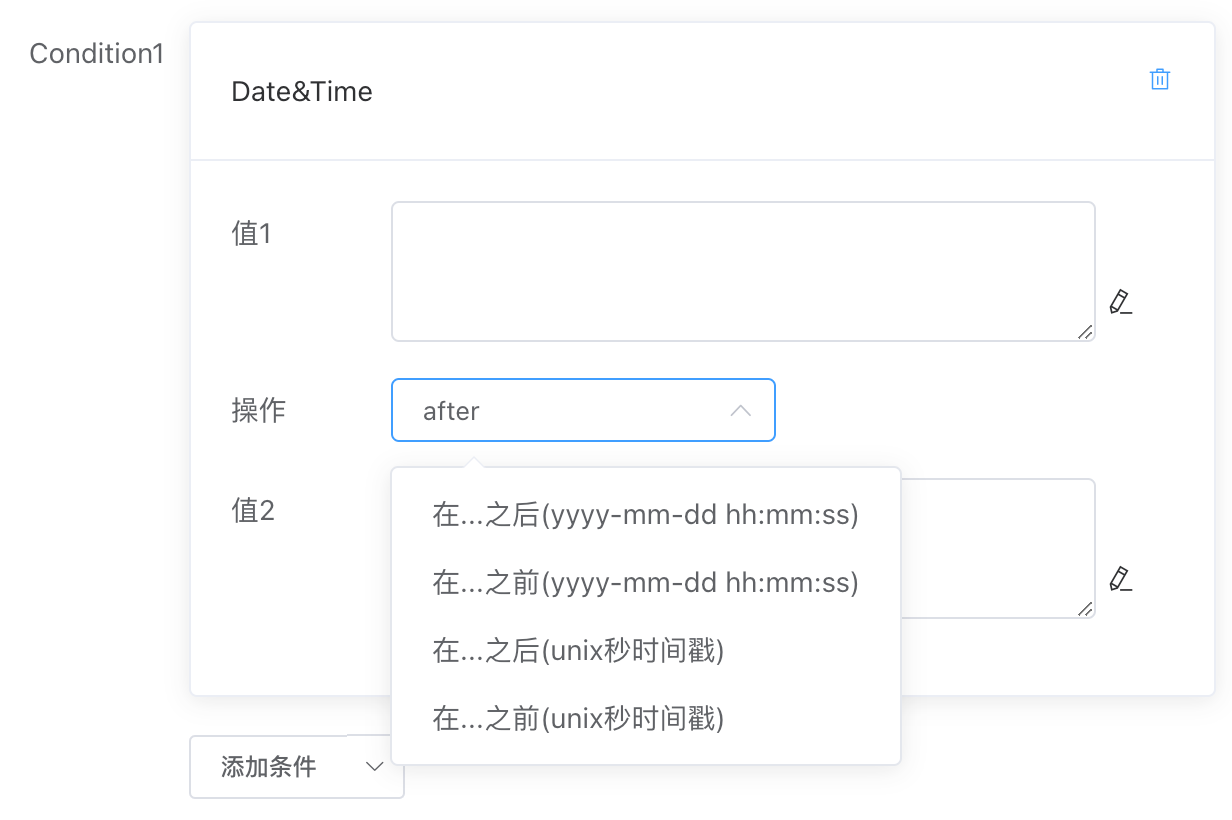 Condition1
Date&Time
值1
操作
after
值2
在...之后(yyyy-mm-dd hh:mm:ss)
在...之前(yyyy-mm-dd hh:mm:ss)
在...之后(unix秒时间戳)
在...之前(unix秒时间戳)
添加条件